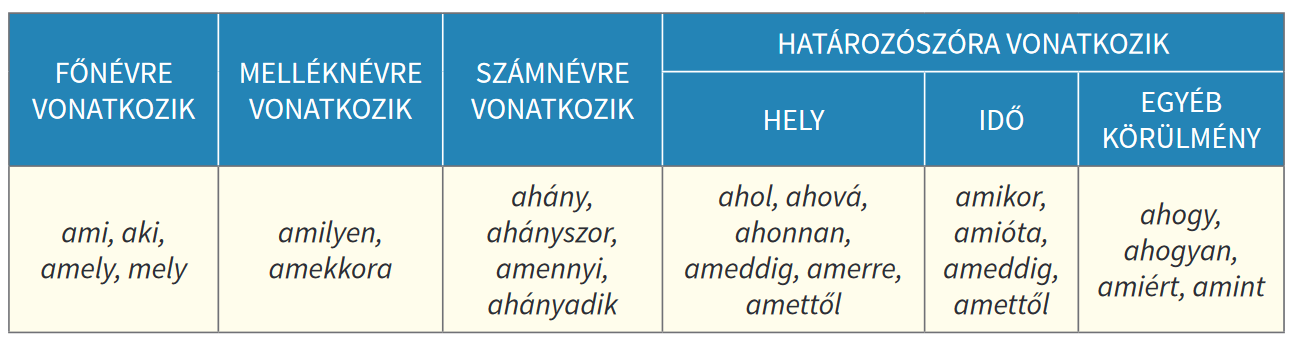 FŐNÉVRE
VONATKOZIK
MELLÉKNÉVRE
VONATKOZIK
SZÁMNÉVRE
VONATKOZIK
HATÁROZÓSZÓRA VONATKOZIK
HELY
IDŐ
EGYÉB
KÖRÜLMÉNY
ami, aki,
amely, mely
amilyen,
amekkora
ahány,
ahányszor,
amennyi,
ahányadik
ahol, ahová,
ahonnan,
ameddig, amerre,
amettől
amikor,
amióta,
ameddig,
amettől
ahogy,
ahogyan,
amiért, amint